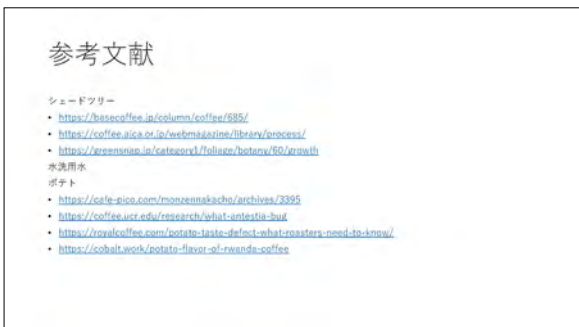 参考文献
シェードツリー
• https://basecoffee.jp/column/coffee/685/
• https://coffee.ajca.or.jp/webmagazine/library/process/
• https://greensnap.jp/category1/foliage/botany/60/growth
水洗用水
ポテト
• https://cafe-pico.com/monzennakacho/archives/3395
• https://coffee.ucr.edu/research/what-antestia-bug
• https://royalcoffee.com/potato-taste-defect-what-roasters-need-to-know/
• https://cobalt.work/potato-flavor-of-rwanda-coffee